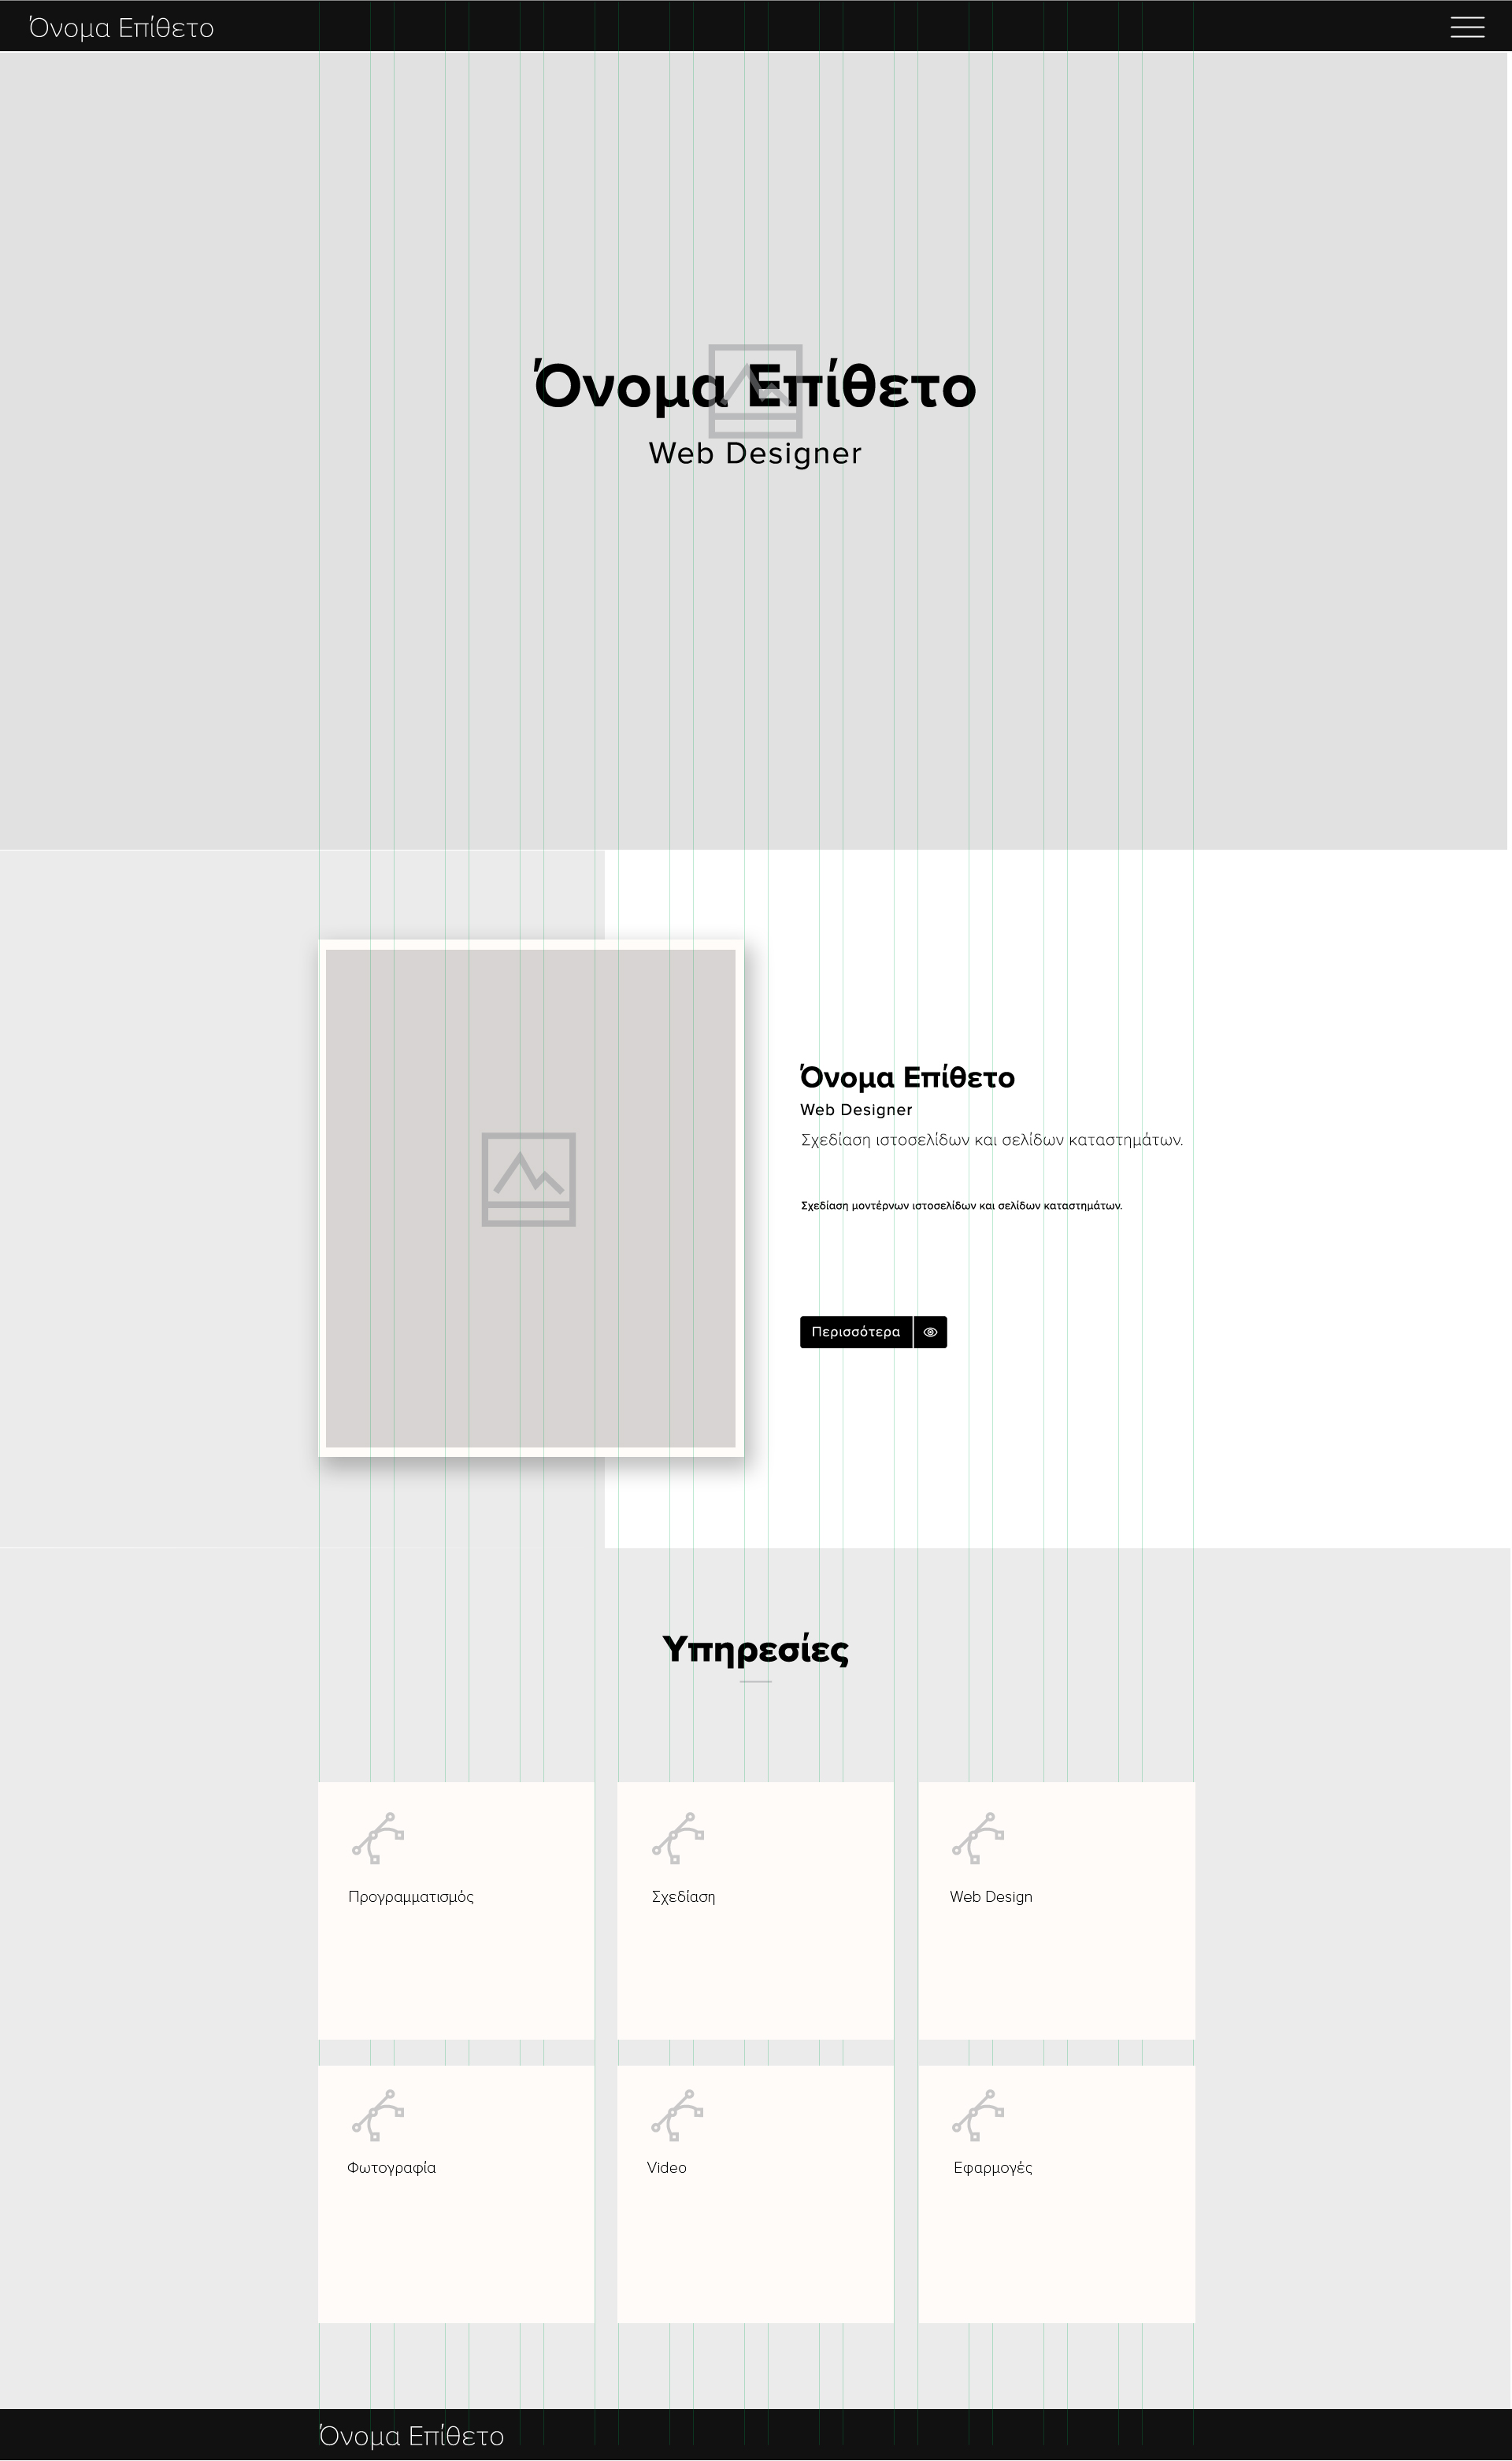 Όνομα Επίθετο
Όνομα Επίθετο
Web Designer
Όνομα Επίθετο
Web Designer
Σχεδίαση ιστοσελίδων και σελίδων καταστημάτων.
Σχεδίαση μοντέρνων ιστοσελίδων και σελίδων καταστημάτων.
Περισσότερα
Υπηρεσίες
Προγραμματισμός
Σχεδίαση
Web Design
Φωτογραφία
Video
Εφαρμογές
Όνομα Επίθετο